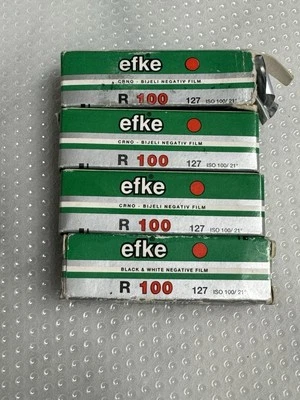 efke
CRNO - BIJELI NEGATIV FILM
R 100 127 ISO 100/ 21°
efke
CRNO - BIJELI NEGATIV FILM
R 100 127 ISO 100/ 21°
efke
CRNO - BIJELI NEGATIV FILM
R 100 127 ISO 100/ 21°
efke
BLACK & WHITE NEGATIVE FILM
R 100 127 ISO 100/ 21°